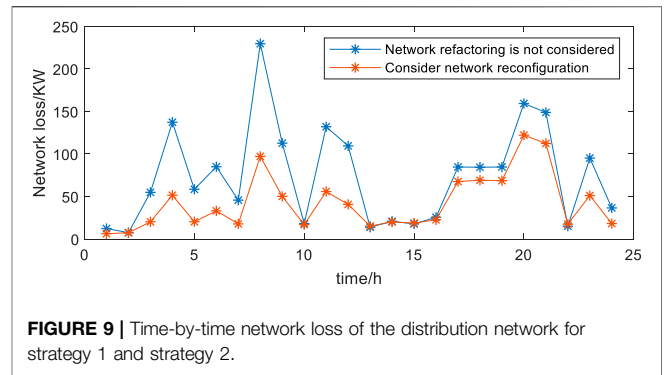 250
200
150
100
50
0
Network loss/KW
Network refactoring is not considered
Consider network reconfiguration
0 5 10 15 20 25
time/h
FIGURE 9 | Time-by-time network loss of the distribution network for
strategy 1 and strategy 2.